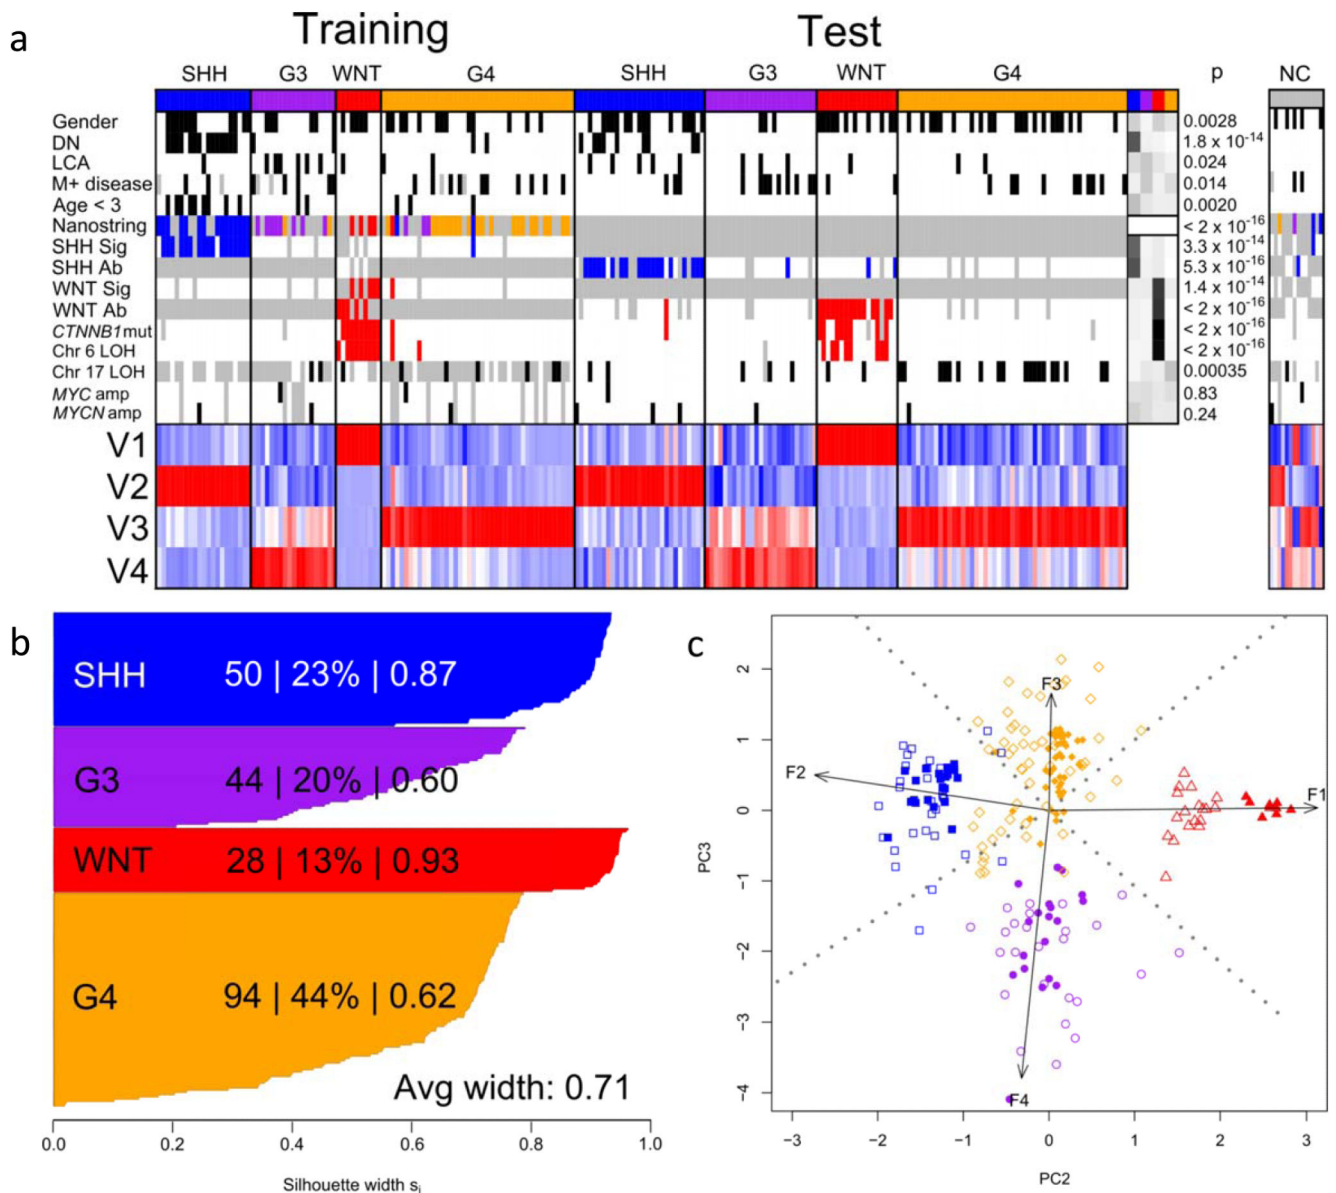 a
Training
Test
SHH G3 WNT G4 SHH G3 WNT G4 p NC
Gender 0.0028
DN 1.8 x 10-14
LCA 0.024
M+ disease 0.014
Age < 3 0.0020
Nanostring < 2 x 10-16
SHH Sig 3.3 x 10-14
SHH Ab 5.3 x 10-16
WNT Sig 1.4 x 10-14
WNT Ab < 2 x 10-16
CTNNB1mut < 2 x 10-16
Chr 6 LOH < 2 x 10-16
Chr 17 LOH 0.00035
MYC amp 0.83
MYCN amp 0.24
V1
V2
V3
V4
b
SHH 50 | 23% | 0.87
G3 44 | 20% | 0.60
WNT 28 | 13% | 0.93
G4 94 | 44% | 0.62
Avg width: 0.71
0.0 0.2 0.4 0.6 0.8 1.0
Silhouette width si
c
2
1
0
−1
−2
−3
−4
PC3
F3
F2
F1
F4
−3 −2 −1 0 1 2 3
PC2